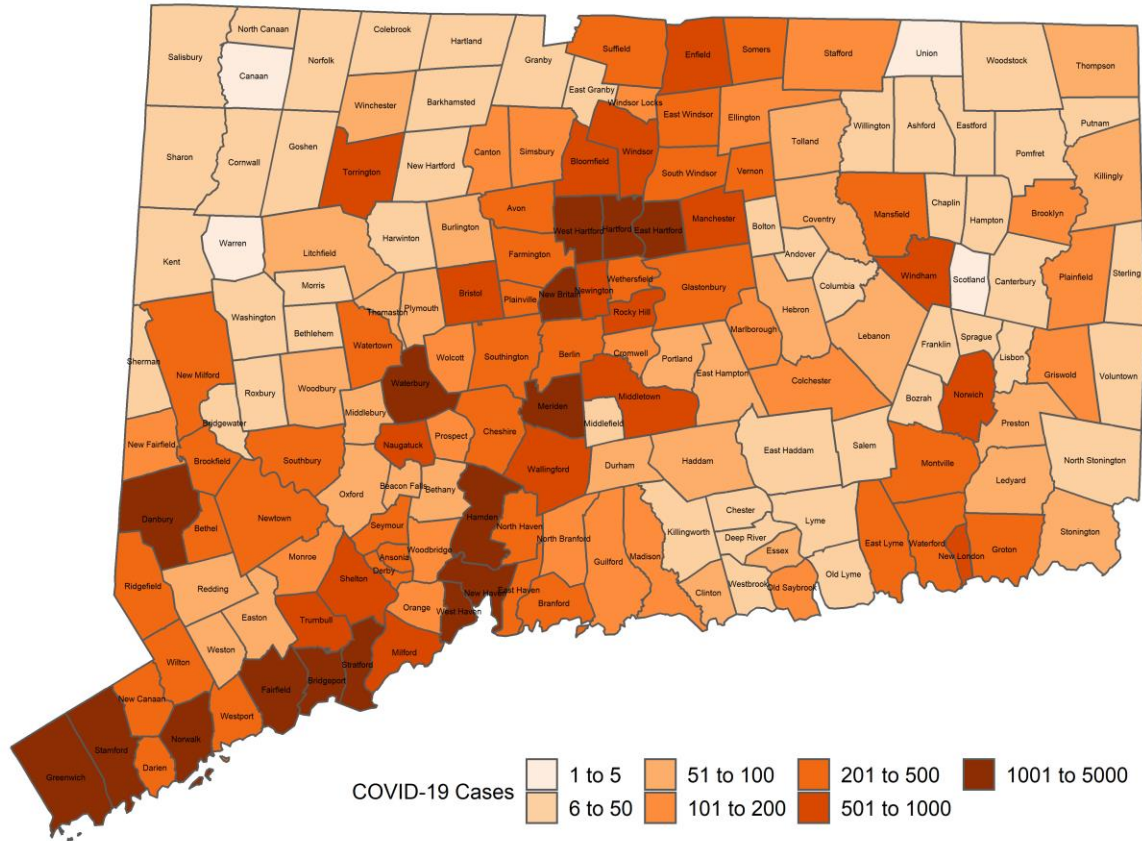 North Canaan
Colebrook
Hartland
Salisbury
Canaan
Norfolk
Granby
Suffield
Enfield
Somers
Stafford
Union
Woodstock
Thompson
East Granby
Windsor Locks
Winchester
Barkhamsted
East Windsor
Ellington
Willington
Ashford
Eastford
Putnam
Sharon
Cornwall
Goshen
Torrington
New Hartford
Canton
Simsbury
Bloomfield
Windsor
South Windsor
Vernon
Tolland
Pomfret
Killingly
Avon
West Hartford
Hartford
East Hartford
Manchester
Bolton
Coventry
Mansfield
Chaplin
Hampton
Brooklyn
Kent
Warren
Litchfield
Harwinton
Burlington
Farmington
Andover
Columbia
Windham
Scotland
Canterbury
Plainfield
Sterling
Morris
Washington
Bethlehem
Thomaston
Plymouth
Bristol
Plainville
New Britain
Newington
Wethersfield
Rocky Hill
Glastonbury
Hebron
Marlborough
Lebanon
Franklin
Sprague
Lisbon
Griswold
Voluntown
Sherman
New Milford
Roxbury
Woodbury
Watertown
Waterbury
Wolcott
Southington
Berlin
Cromwell
Portland
East Hampton
Colchester
Bozrah
Norwich
Preston
Bridgewater
Middlebury
Naugatuck
Prospect
Cheshire
Meriden
Middlefield
Middletown
New Fairfield
Brookfield
Southbury
Oxford
Beacon Falls
Bethany
Wallingford
Durham
Haddam
East Haddam
Salem
Montville
Ledyard
North Stonington
Danbury
Bethel
Newtown
Seymour
Ansonia
Derby
Woodbridge
Hamden
North Haven
North Branford
Guilford
Madison
Killingworth
Chester
Deep River
Essex
Lyme
East Lyme
Waterford
New London
Groton
Stonington
Ridgefield
Redding
Monroe
Shelton
Orange
New Haven
West Haven
East Haven
Branford
Clinton
Westbrook
Old Saybrook
Old Lyme
Easton
Weston
Trumbull
Stratford
Milford
Wilton
New Canaan
Westport
Fairfield
Bridgeport
Norwalk
Darien
Stamford
Greenwich
COVID-19 Cases
1 to 5
6 to 50
51 to 100
101 to 200
201 to 500
501 to 1000
1001 to 5000